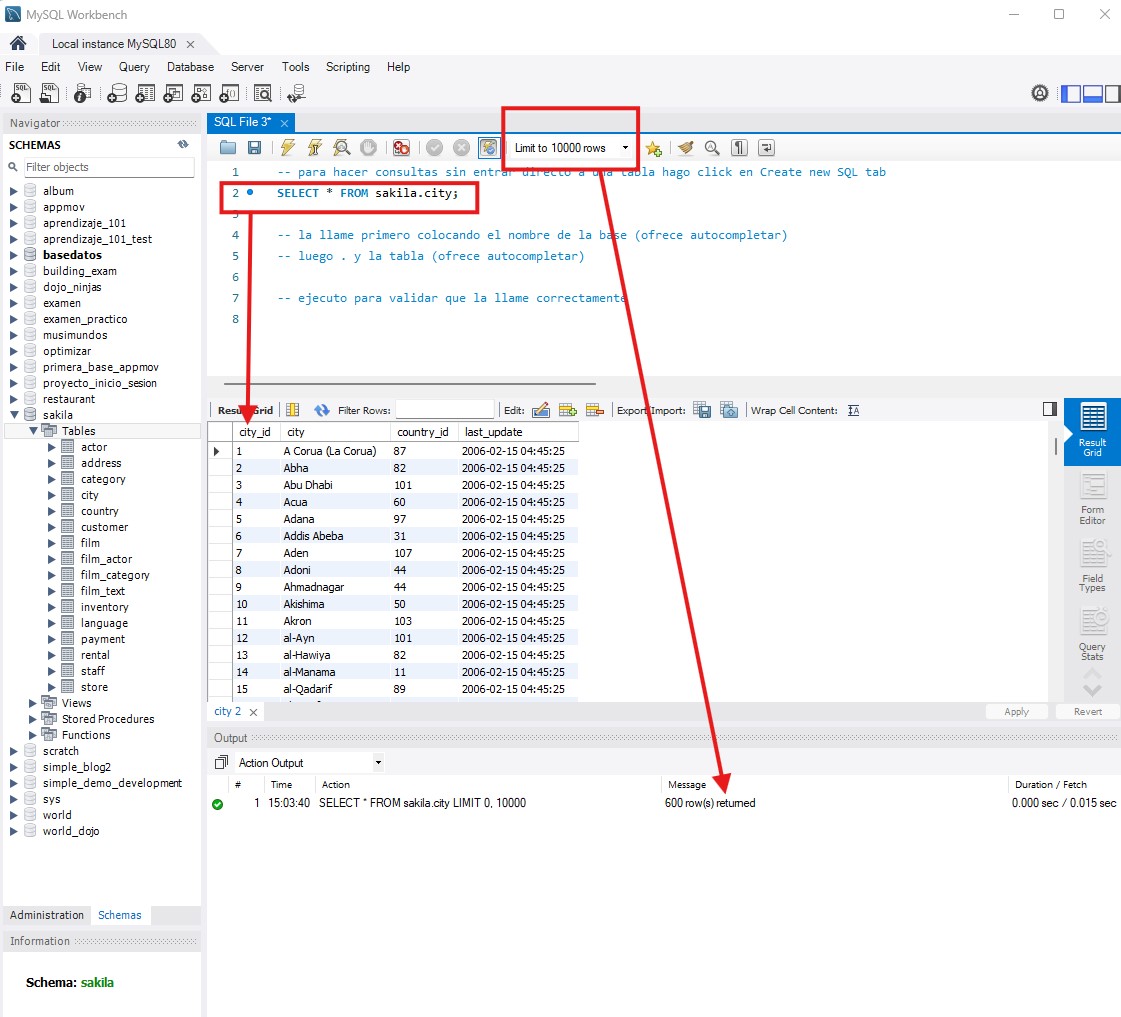 MySQL Workbench
Local instance MySQL80
File Edit View Query Database Server Tools Scripting Help
Navigator
SCHEMAS
Filter objects
album
appmov
aprendizaje_101
aprendizaje_101_test
basedatos
building_exam
dojo_ninjas
examen
examen_practico
musimundos
optimizar
primera_base_appmov
proyecto_inicio_sesion
restaurant
sakila
Tables
actor
address
category
city
country
customer
film
film_actor
film_category
film_text
inventory
language
payment
rental
staff
store
Views
Stored Procedures
Functions
scratch
simple_blog2
simple_demo_development
sys
world
world_dojo
Administration Schemas
Information
Schema: sakila
SQL File 3*
Limit to 10000 rows
1 -- para hacer consultas sin entrar directo a una tabla hago click en Create new SQL tab
2 SELECT * FROM sakila.city;
3
4 -- la llame primero colocando el nombre de la base (ofrece autocompletar)
5 -- luego . y la tabla (ofrece autocompletar)
6
7 -- ejecuto para validar que la llame correctamente
8
Result Grid Filter Rows: Edit: Export/Import: Wrap Cell Content:
city_id city country_id last_update
1 A Corua (La Corua) 87 2006-02-15 04:45:25
2 Abha 82 2006-02-15 04:45:25
3 Abu Dhabi 101 2006-02-15 04:45:25
4 Acua 60 2006-02-15 04:45:25
5 Adana 97 2006-02-15 04:45:25
6 Addis Abeba 31 2006-02-15 04:45:25
7 Aden 107 2006-02-15 04:45:25
8 Adoni 44 2006-02-15 04:45:25
9 Ahmadnagar 44 2006-02-15 04:45:25
10 Akishima 50 2006-02-15 04:45:25
11 Akron 103 2006-02-15 04:45:25
12 al-Ayn 101 2006-02-15 04:45:25
13 al-Hawiya 82 2006-02-15 04:45:25
14 al-Manama 11 2006-02-15 04:45:25
15 al-Qadarif 89 2006-02-15 04:45:25
Result
Grid
Form
Editor
Field
Types
Query
Stats
city 2
Apply Revert
Output
Action Output
# Time Action Message Duration / Fetch
1 15:03:40 SELECT * FROM sakila.city LIMIT 0, 10000 600 row(s) returned 0.000 sec / 0.015 sec